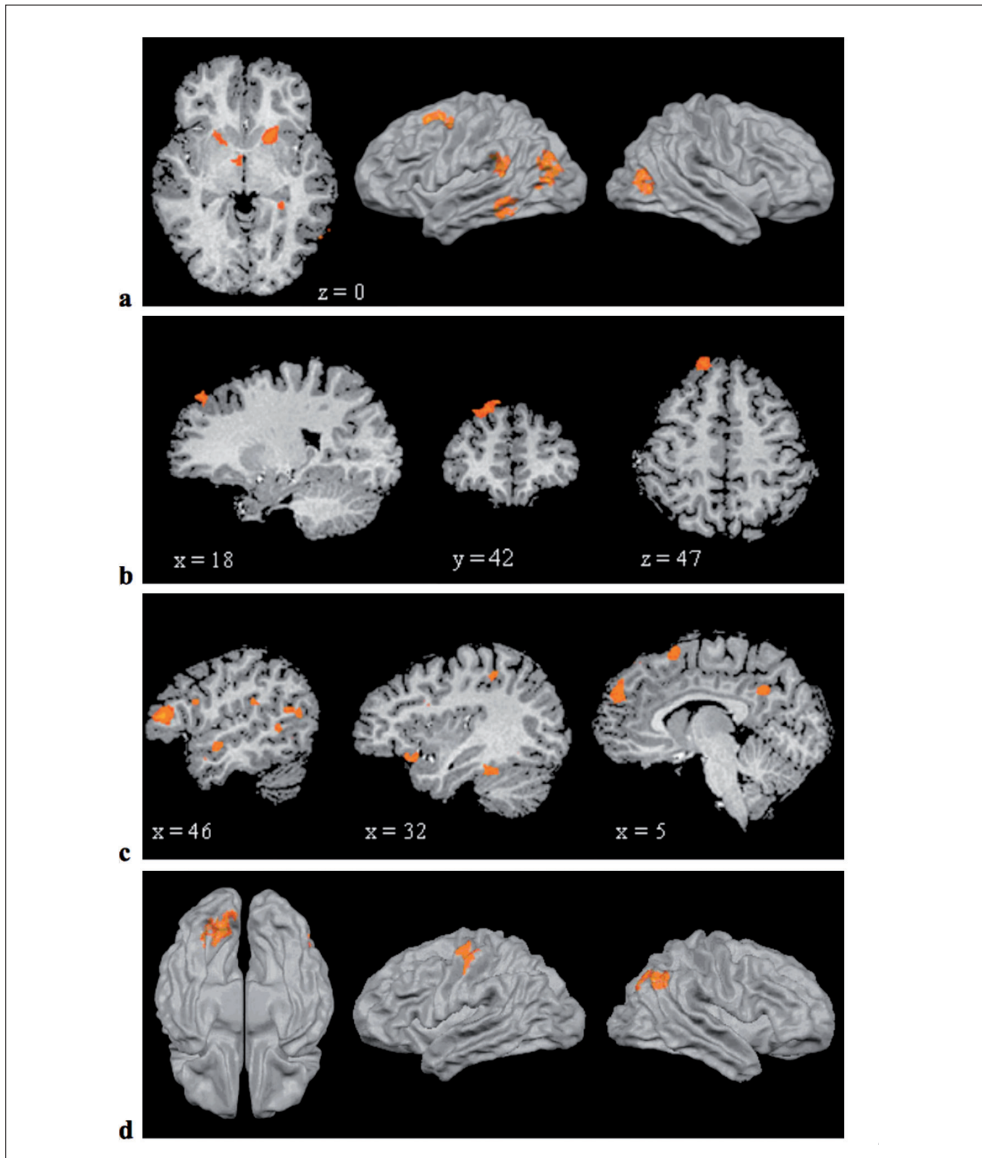 z = 0
a
x = 18
y = 42
z = 47
b
x = 46
x = 32
x = 5
c
d